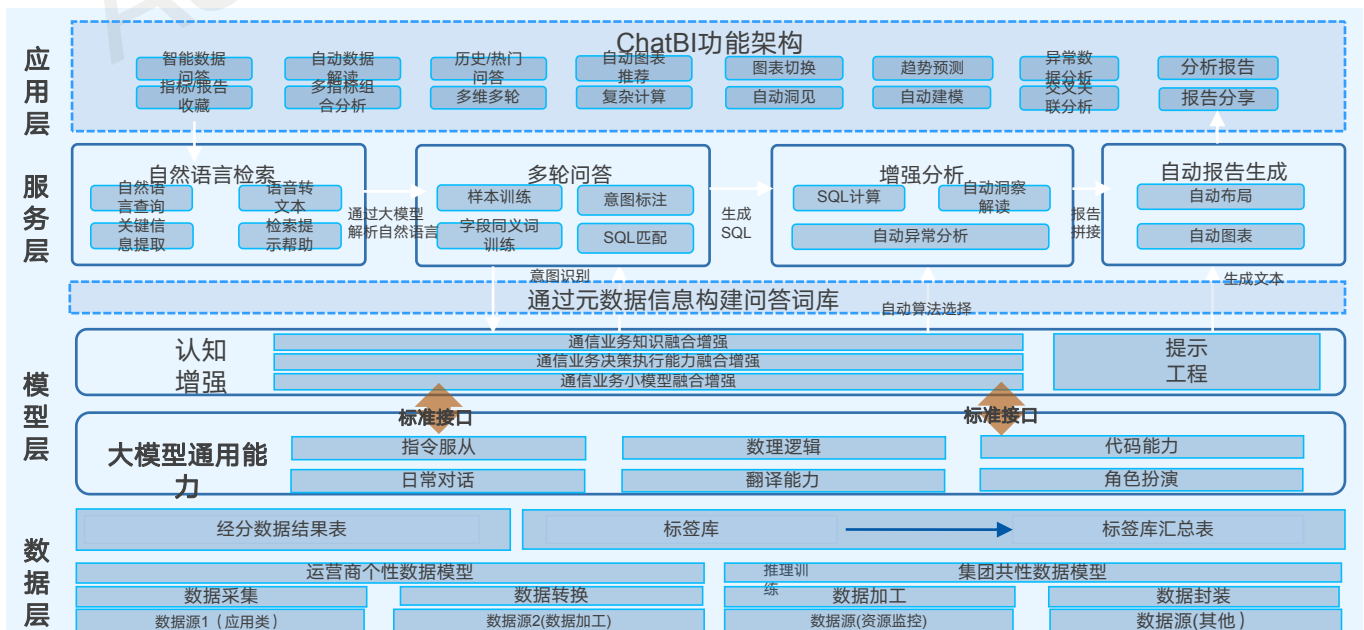 应用层
ChatBI功能架构
智能数据问答
自动数据解读
历史/热门问答
自动图表推荐
图表切换
趋势预测
异常数据分析
分析报告
指标/报告收藏
多指标组合分析
多维多轮
复杂计算
自动洞见
自动建模
交叉关联分析
报告分享
服务层
自然语言检索
自然语言查询
语音转文本
关键信息提取
检索提示帮助
通过大模型
解析自然语言
多轮问答
样本训练
意图标注
字段同义词训练
SQL匹配
生成
SQL
增强分析
SQL计算
自动洞察解读
自动异常分析
报告
拼接
自动报告生成
自动布局
自动图表
意图识别
生成文本
通过元数据信息构建问答词库
自动算法选择
模型层
认知
增强
通信业务知识融合增强
通信业务决策执行能力融合增强
通信业务小模型融合增强
提示
工程
标准接口
标准接口
大模型通用能力
指令服从
数理逻辑
代码能力
日常对话
翻译能力
角色扮演
数据层
经分数据结果表
标签库
标签库汇总表
运营商个性数据模型
推理训练
集团共性数据模型
数据采集
数据转换
数据加工
数据封装
数据源1（应用类）
数据源2(数据加工)
数据源(资源监控)
数据源(其他)